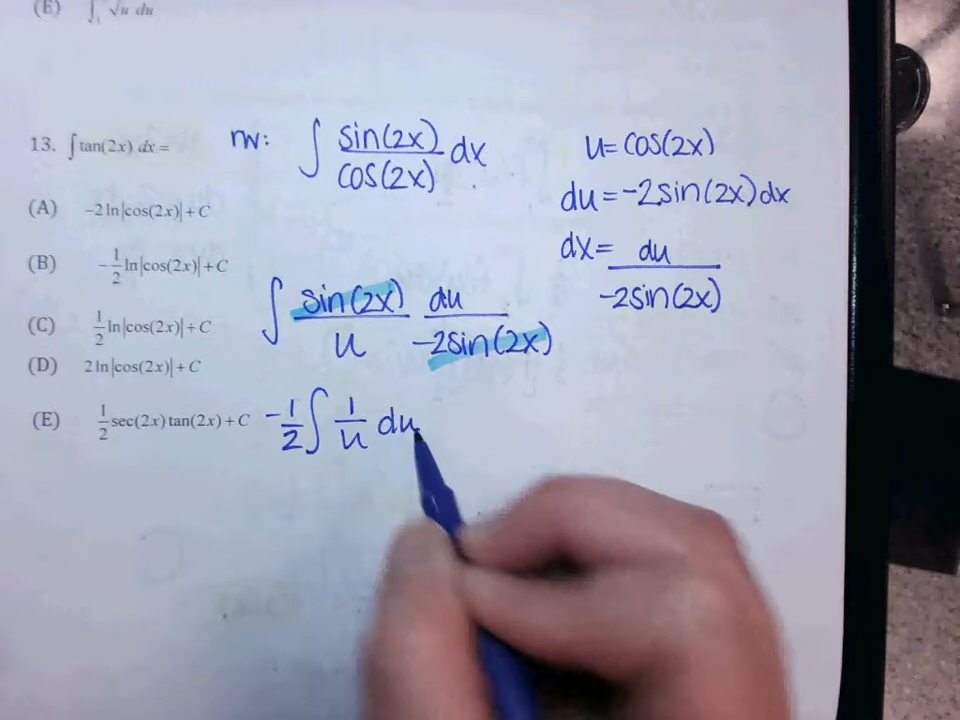 (E) ∫₁ √u du
13. ∫tan(2x) dx =
rw: ∫ sin(2x)/cos(2x) dx
u = cos(2x)
du = -2sin(2x)dx
dx = du/-2sin(2x)
(A) -2 ln|cos(2x)| + C
(B) -1/2 ln|cos(2x)| + C
(C) 1/2 ln|cos(2x)| + C
(D) 2 ln|cos(2x)| + C
(E) 1/2 sec(2x) tan(2x) + C
∫ sin(2x)/u du/-2sin(2x)
-1/2 ∫ 1/u du